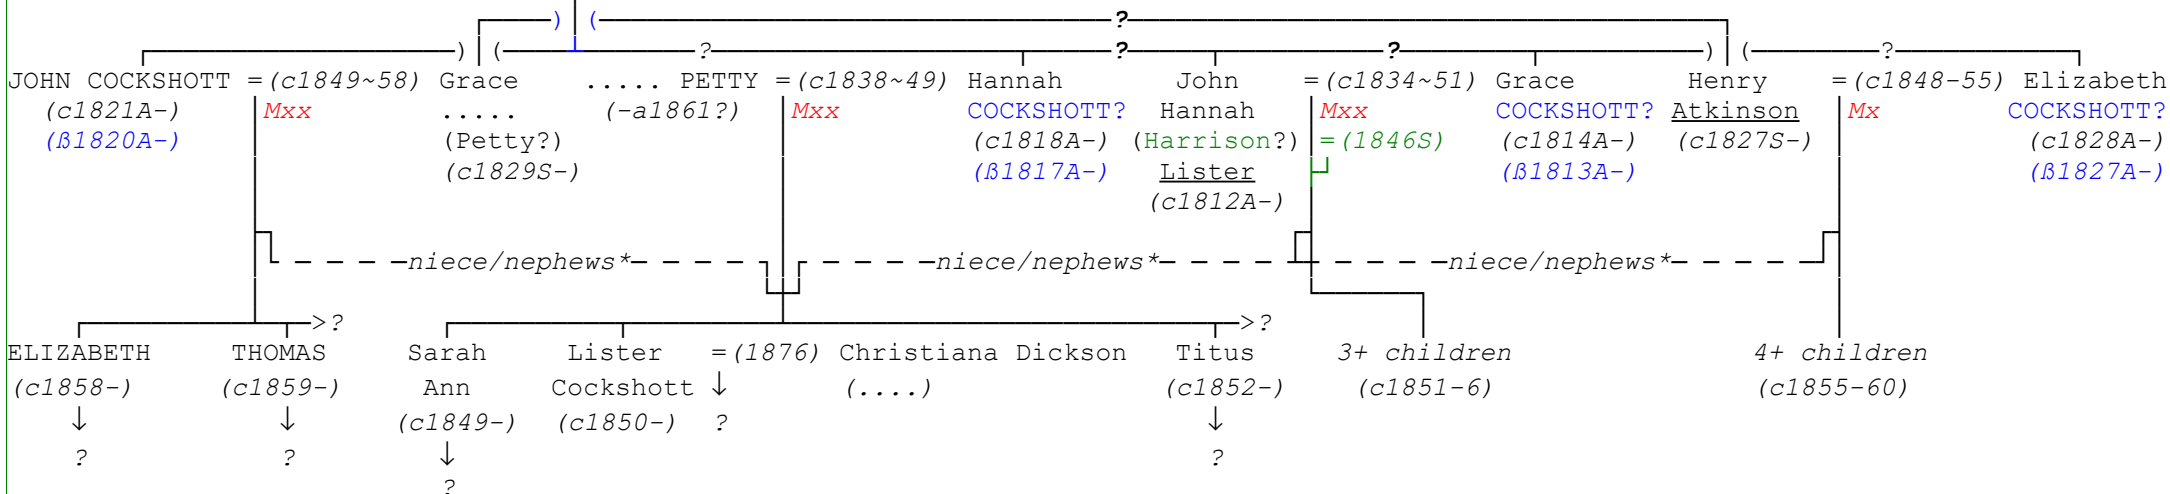 ?
? ? ? ?
JOHN COCKSHOTT =(c1849~58) Grace ..... PETTY =(c1838~49) Hannah John =(c1834~51) Grace Henry =(c1848-55) Elizabeth
(c1821A-) Mxx ..... (-a1861?) Mxx COCKSHOTT? Hannah Mxx COCKSHOTT? Atkinson Mx COCKSHOTT?
(ß1820A-) (Petty?) (c1818A-) (Harrison?) =(1846S) (c1814A-) (c1827S-) (c1828A-)
(c1829S-) (ß1817A-) Lister (ß1813A-) (ß1827A-)
(c1812A-)
niece/nephews* niece/nephews* niece/nephews*
>? >?
ELIZABETH THOMAS Sarah Lister =(1876) Christiana Dickson Titus 3+ children 4+ children
(c1858-) (c1859-) Ann Cockshott ↓ (....) (c1852-) (c1851-6) (c1855-60)
↓ ↓ (c1849-) (c1850-) ? ↓
? ? ↓ ?
?